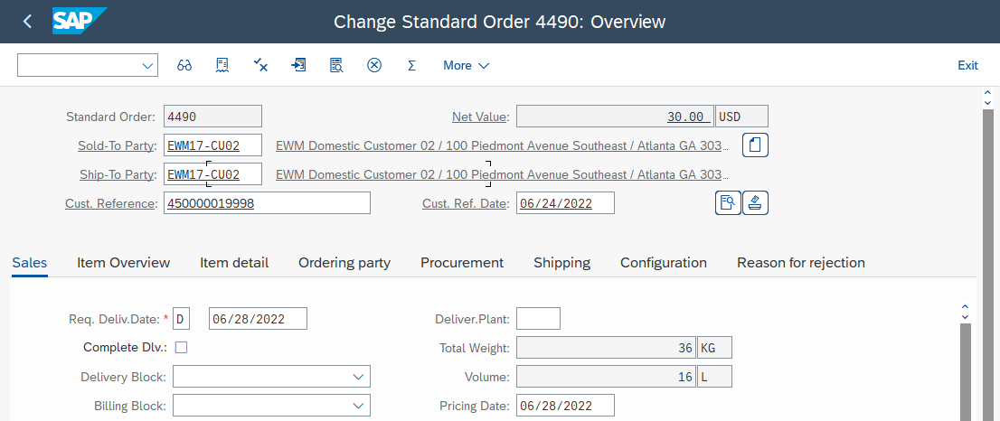 SAP Change Standard Order 4490: Overview
More Exit
Standard Order: 4490 Net Value: 30.00 USD
Sold-To Party: EWM17-CU02 EWM Domestic Customer 02 / 100 Piedmont Avenue Southeast / Atlanta GA 303...
Ship-To Party: EWM17-CU02 EWM Domestic Customer 02 / 100 Piedmont Avenue Southeast / Atlanta GA 303...
Cust. Reference: 450000019998 Cust. Ref. Date: 06/24/2022
Sales Item Overview Item detail Ordering party Procurement Shipping Configuration Reason for rejection
Req. Deliv.Date: * D 06/28/2022 Deliver.Plant:
Complete Dlv.: Total Weight: 36 KG
Delivery Block: Volume: 16 L
Billing Block: Pricing Date: 06/28/2022